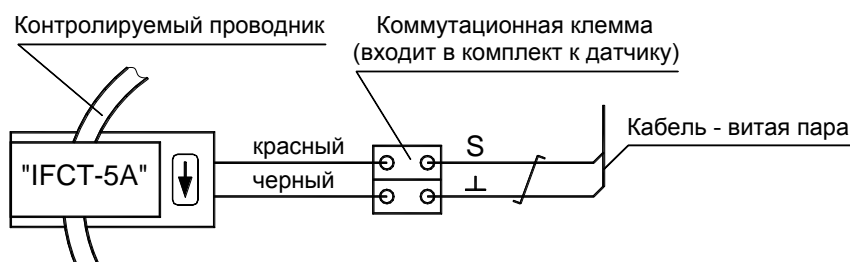 Контролируемый проводник
Коммутационная клемма
(входит в комплект к датчику)
Кабель - витая пара
красный
S
"IFCT-5A"
черный
⊥